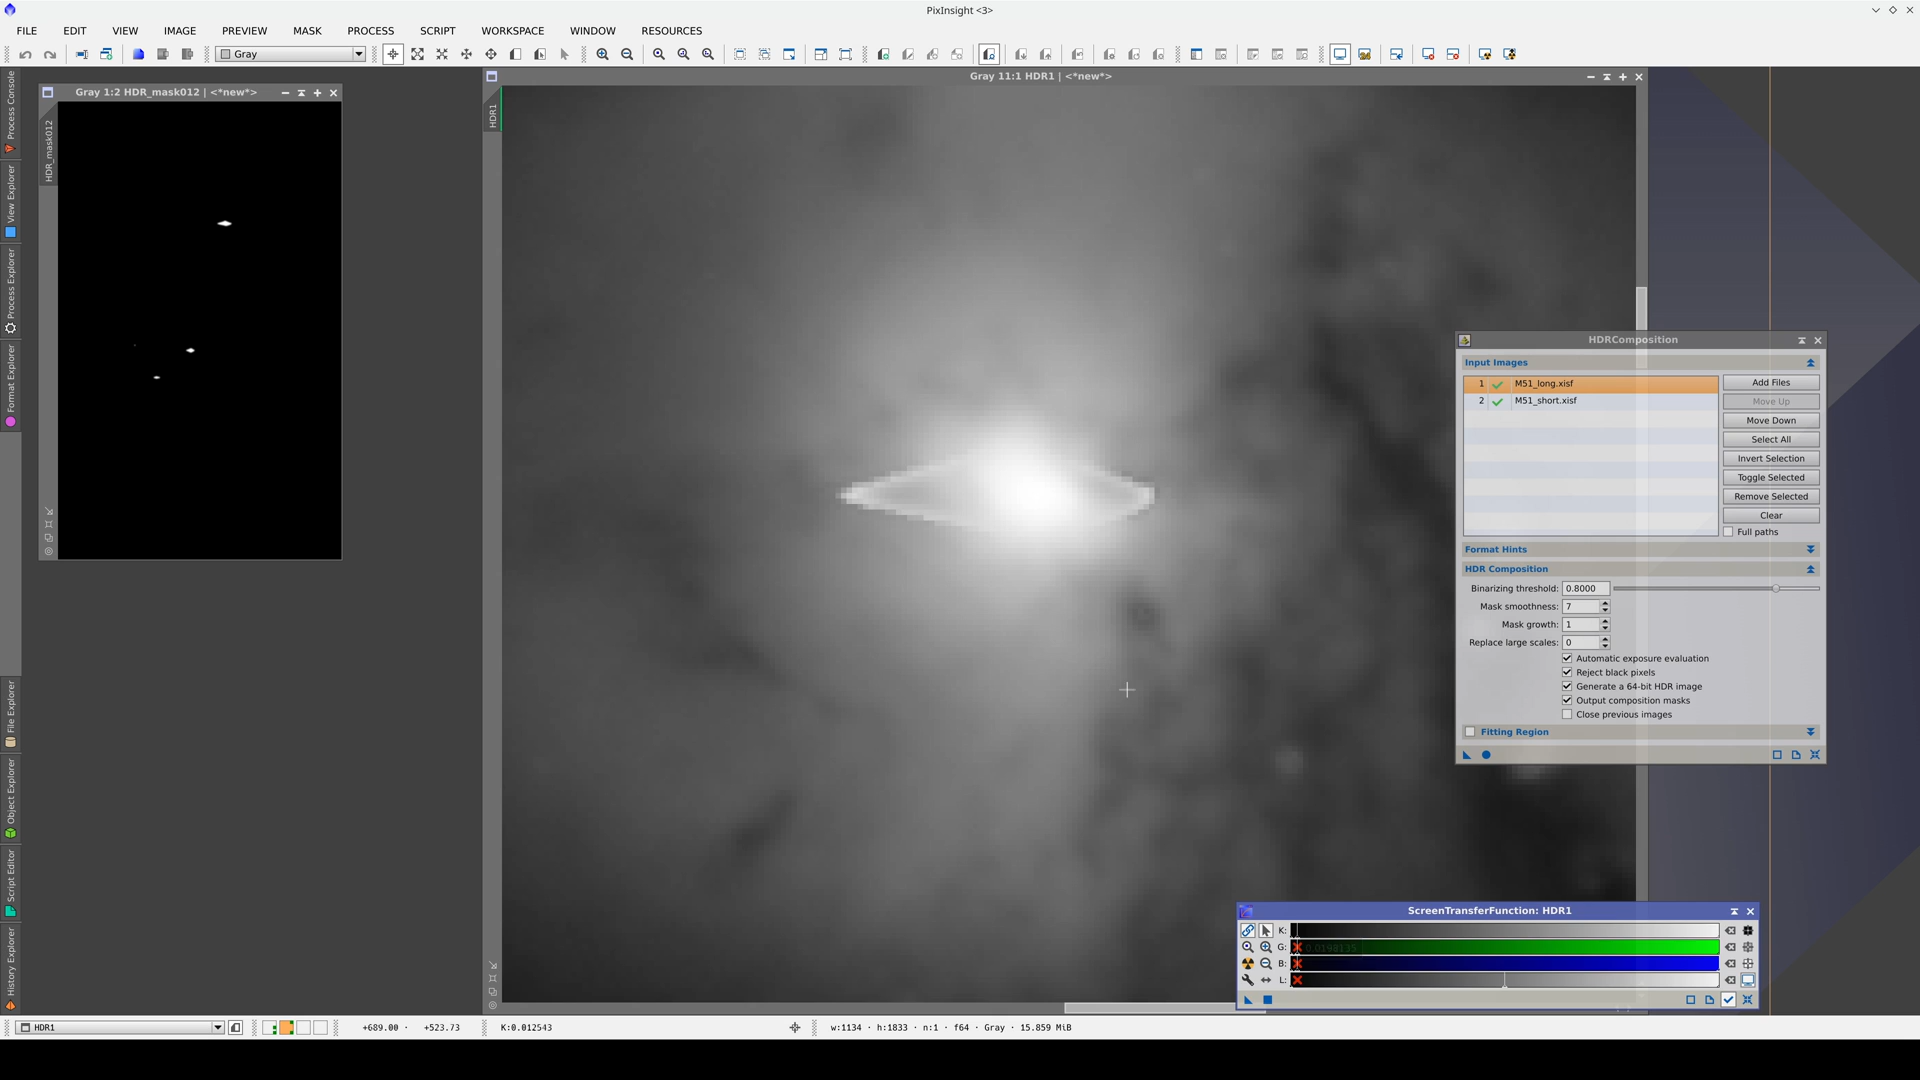 PixInsight <3>
FILE EDIT VIEW IMAGE PREVIEW MASK PROCESS SCRIPT WORKSPACE WINDOW RESOURCES
Gray
Process Console
View Explorer
Process Explorer
Format Explorer
File Explorer
Object Explorer
Script Editor
History Explorer
Gray 1:2 HDR_mask012 | <*new*>
HDR_mask012
Gray 11:1 HDR1 | <*new*>
HDR1
HDRComposition
Input Images
1 M51_long.xisf
2 M51_short.xisf
Add Files
Move Up
Move Down
Select All
Invert Selection
Toggle Selected
Remove Selected
Clear
Full paths
Format Hints
HDR Composition
Binarizing threshold: 0.8000
Mask smoothness: 7
Mask growth: 1
Replace large scales: 0
Automatic exposure evaluation
Reject black pixels
Generate a 64-bit HDR image
Output composition masks
Close previous images
Fitting Region
ScreenTransferFunction: HDR1
K:
G: 0.0198135
B:
L:
HDR1
+689.00 · +523.73
K:0.012543
w:1134 · h:1833 · n:1 · f64 · Gray · 15.859 MiB